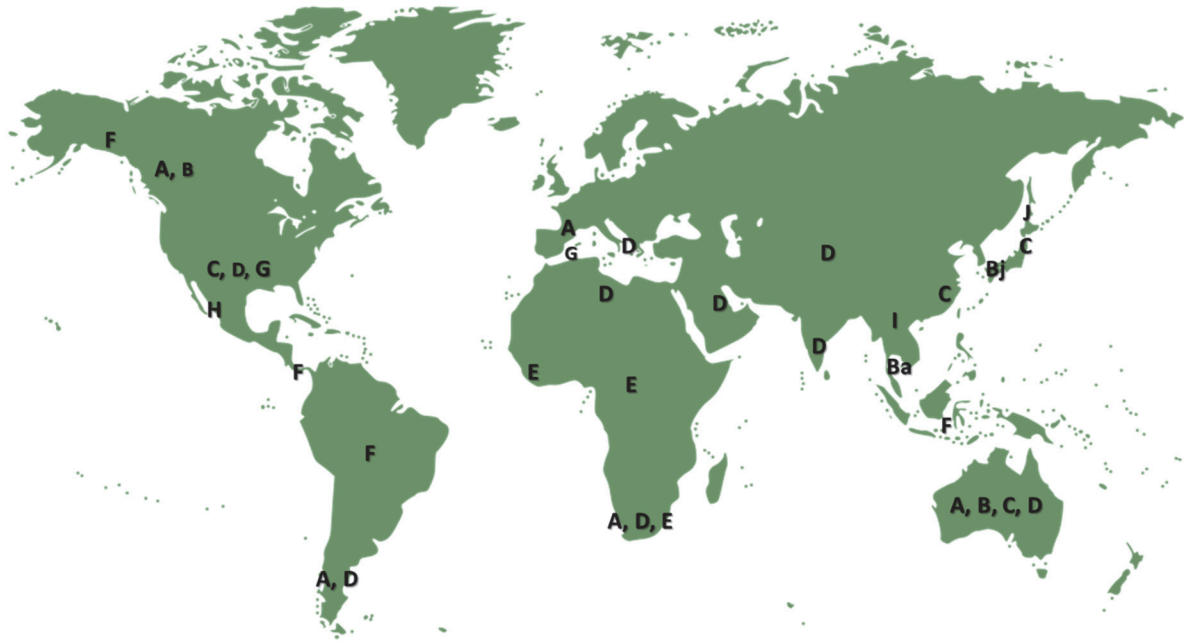 F
A, B
J
A
G
D
D
C
C, D, G
Bj
D
D
C
H
I
D
Ba
F
E
E
F
F
A, B, C, D
A, D, E
A, D